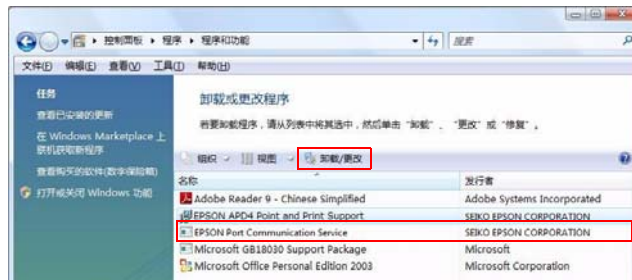 控制面板 ▸ 程序 ▸ 程序和功能
搜索
文件(F) 编辑(E) 查看(V) 工具(T) 帮助(H)
任务
查看已安装的更新
在 Windows Marketplace 上
联机获取新程序
查看购买的软件(数字保险箱)
打开或关闭 Windows 功能
卸载或更改程序
若要卸载程序，请从列表中将其选中，然后单击“卸载”、“更改”或“修复”。
组织 视图 卸载/更改
名称 发行者
Adobe Reader 9 - Chinese Simplified Adobe Systems Incorporated
EPSON APD4 Point and Print Support SEIKO EPSON CORPORATION
EPSON Port Communication Service SEIKO EPSON CORPORATION
Microsoft GB18030 Support Package Microsoft
Microsoft Office Personal Edition 2003 Microsoft Corporation